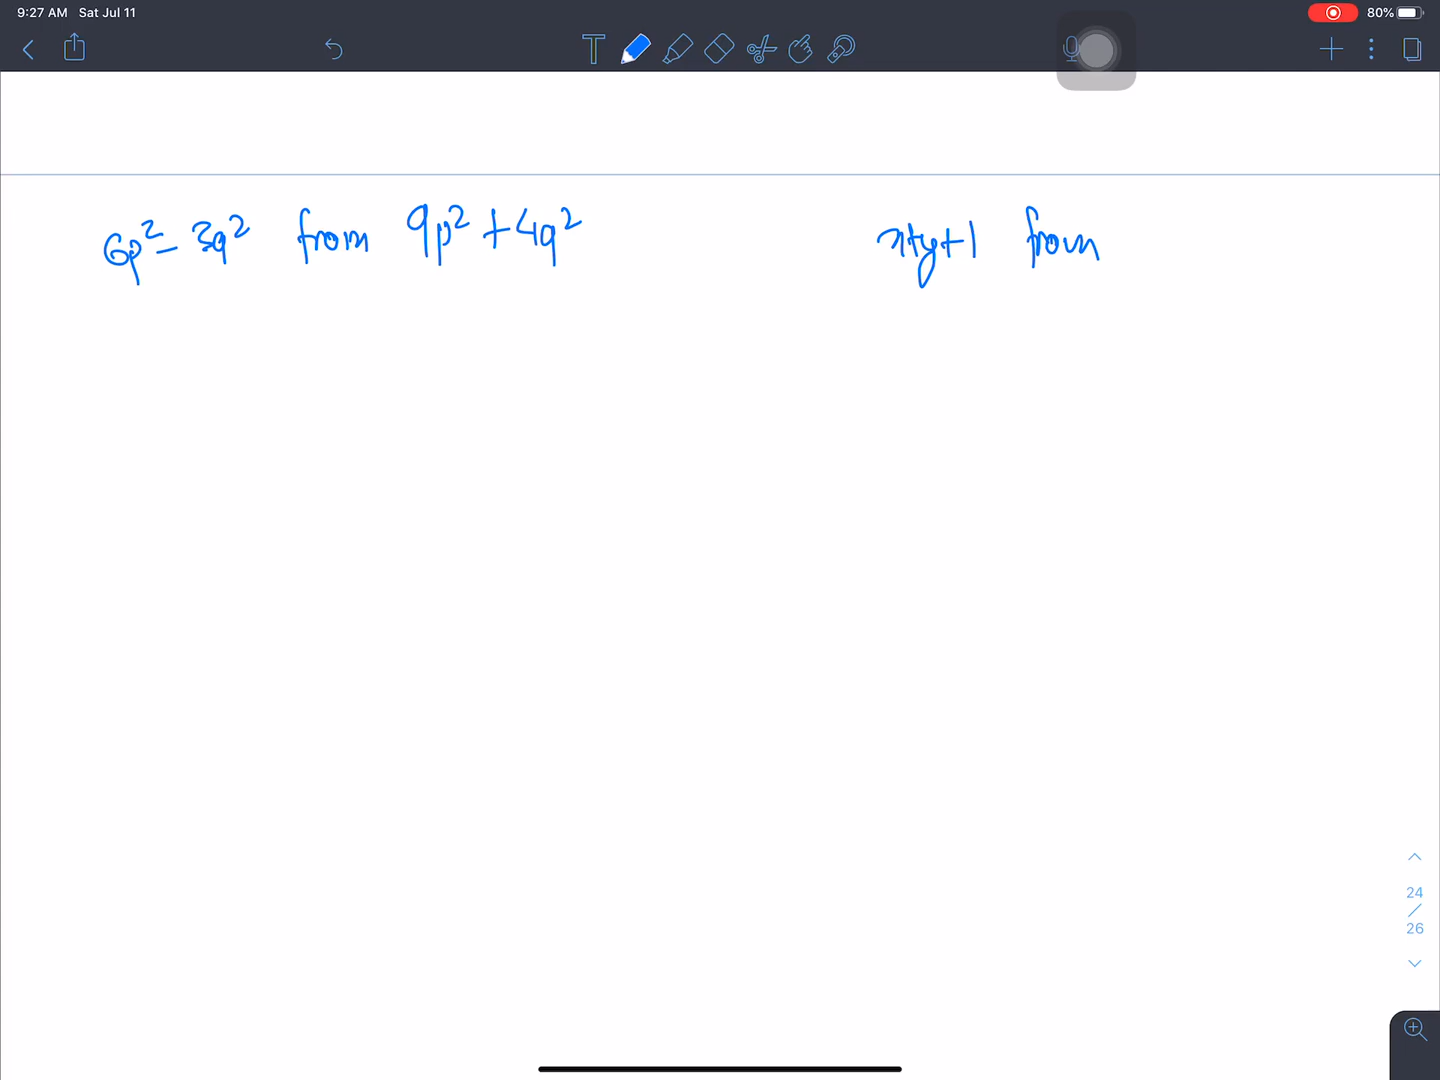 9:27 AM Sat Jul 11
80%
6p² - 3q² from 9p² + 4q²
x+y+1 from
24
26